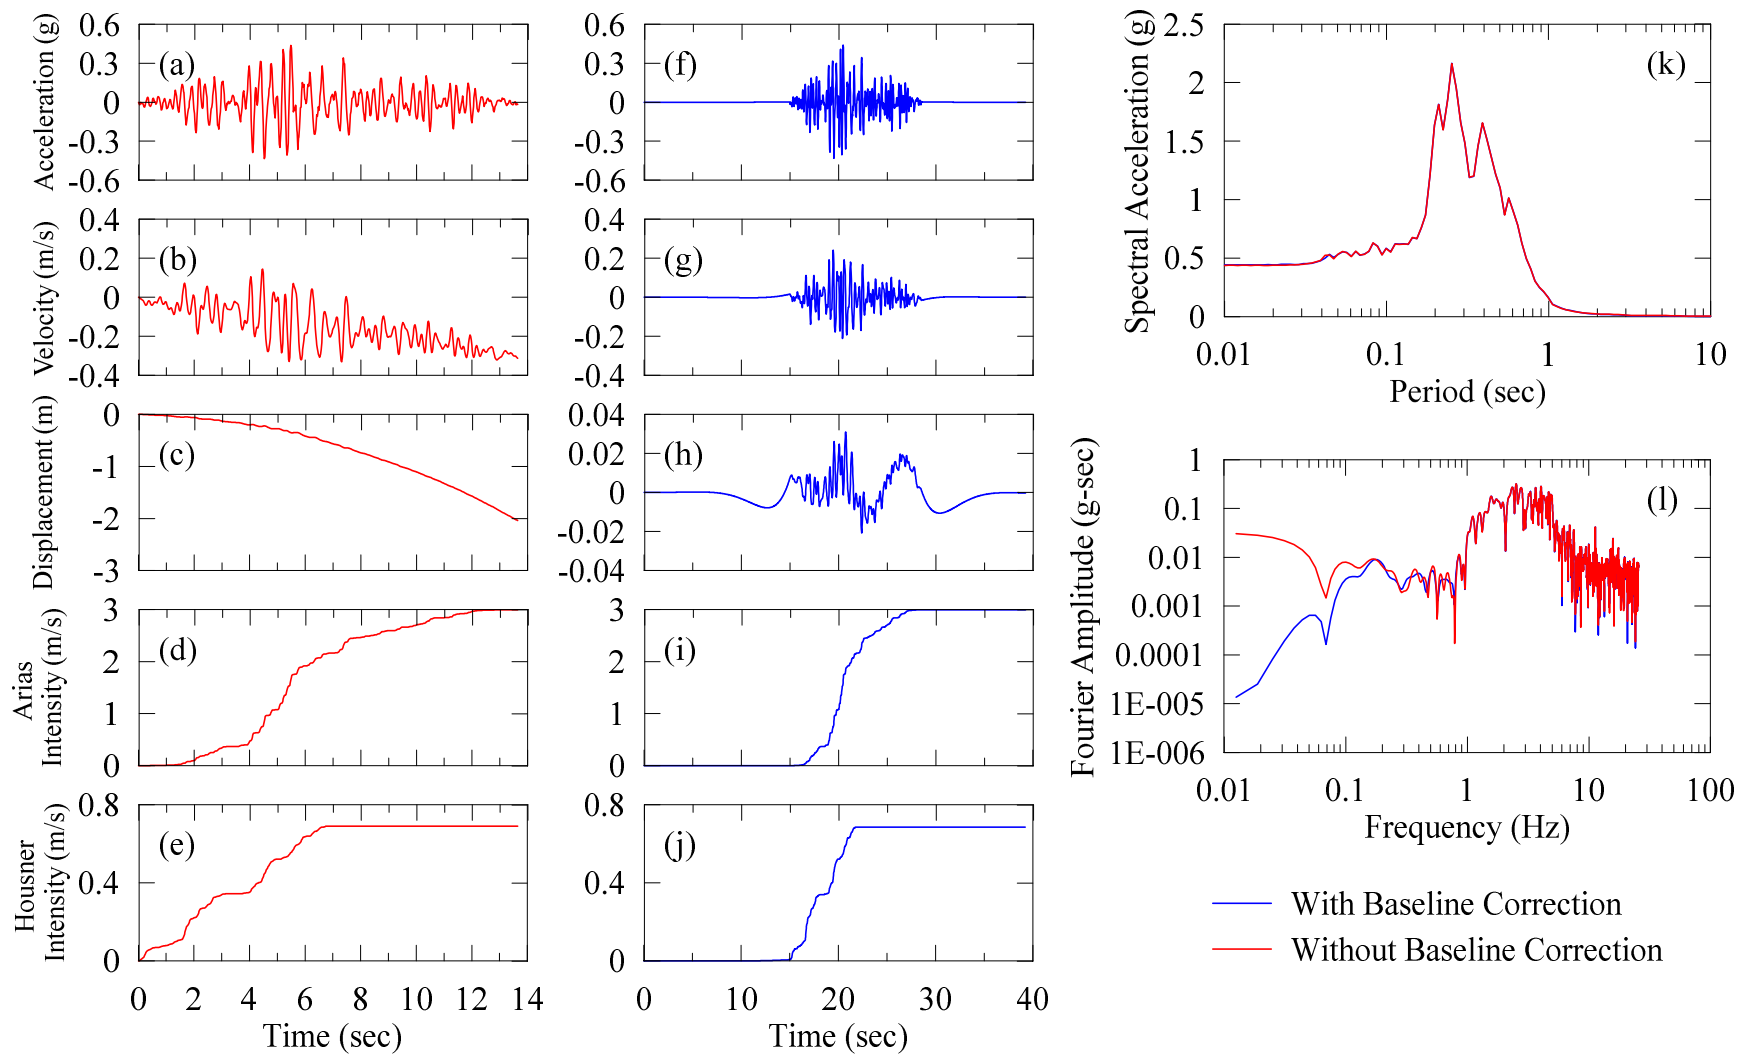 Acceleration (g)
0.6
0.3
0
-0.3
-0.6
(a)
Velocity (m/s)
0.4
0.2
0
-0.2
-0.4
(b)
Displacement (m)
0
-1
-2
-3
(c)
Arias
Intensity (m/s)
3
2
1
0
(d)
Housner
Intensity (m/s)
0.8
0.4
0
(e)
0 2 4 6 8 10 12 14
Time (sec)
0.6
0.3
0
-0.3
-0.6
(f)
0.4
0.2
0
-0.2
-0.4
(g)
0.04
0.02
0
-0.02
-0.04
(h)
3
2
1
0
(i)
0.8
0.4
0
(j)
0 10 20 30 40
Time (sec)
Spectral Acceleration (g)
2.5
2
1.5
1
0.5
0
(k)
0.01 0.1 1 10
Period (sec)
Fourier Amplitude (g-sec)
1
0.1
0.01
0.001
0.0001
1E-005
1E-006
(l)
0.01 0.1 1 10 100
Frequency (Hz)
With Baseline Correction
Without Baseline Correction